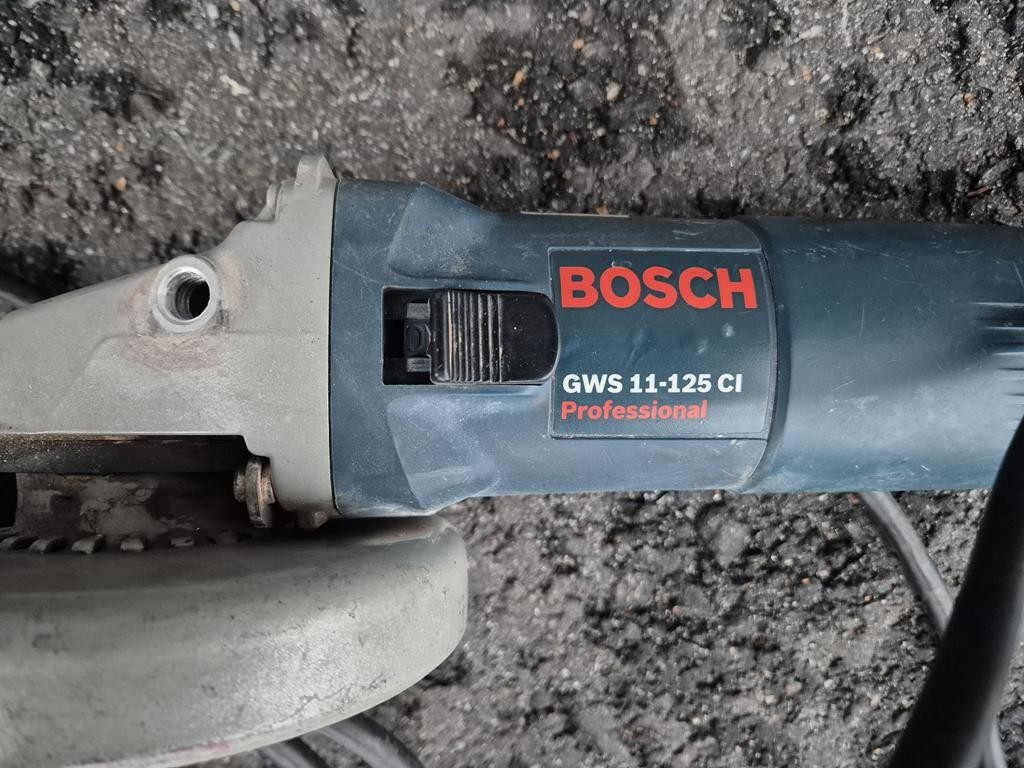 BOSCH
GWS 11-125 CI
Professional